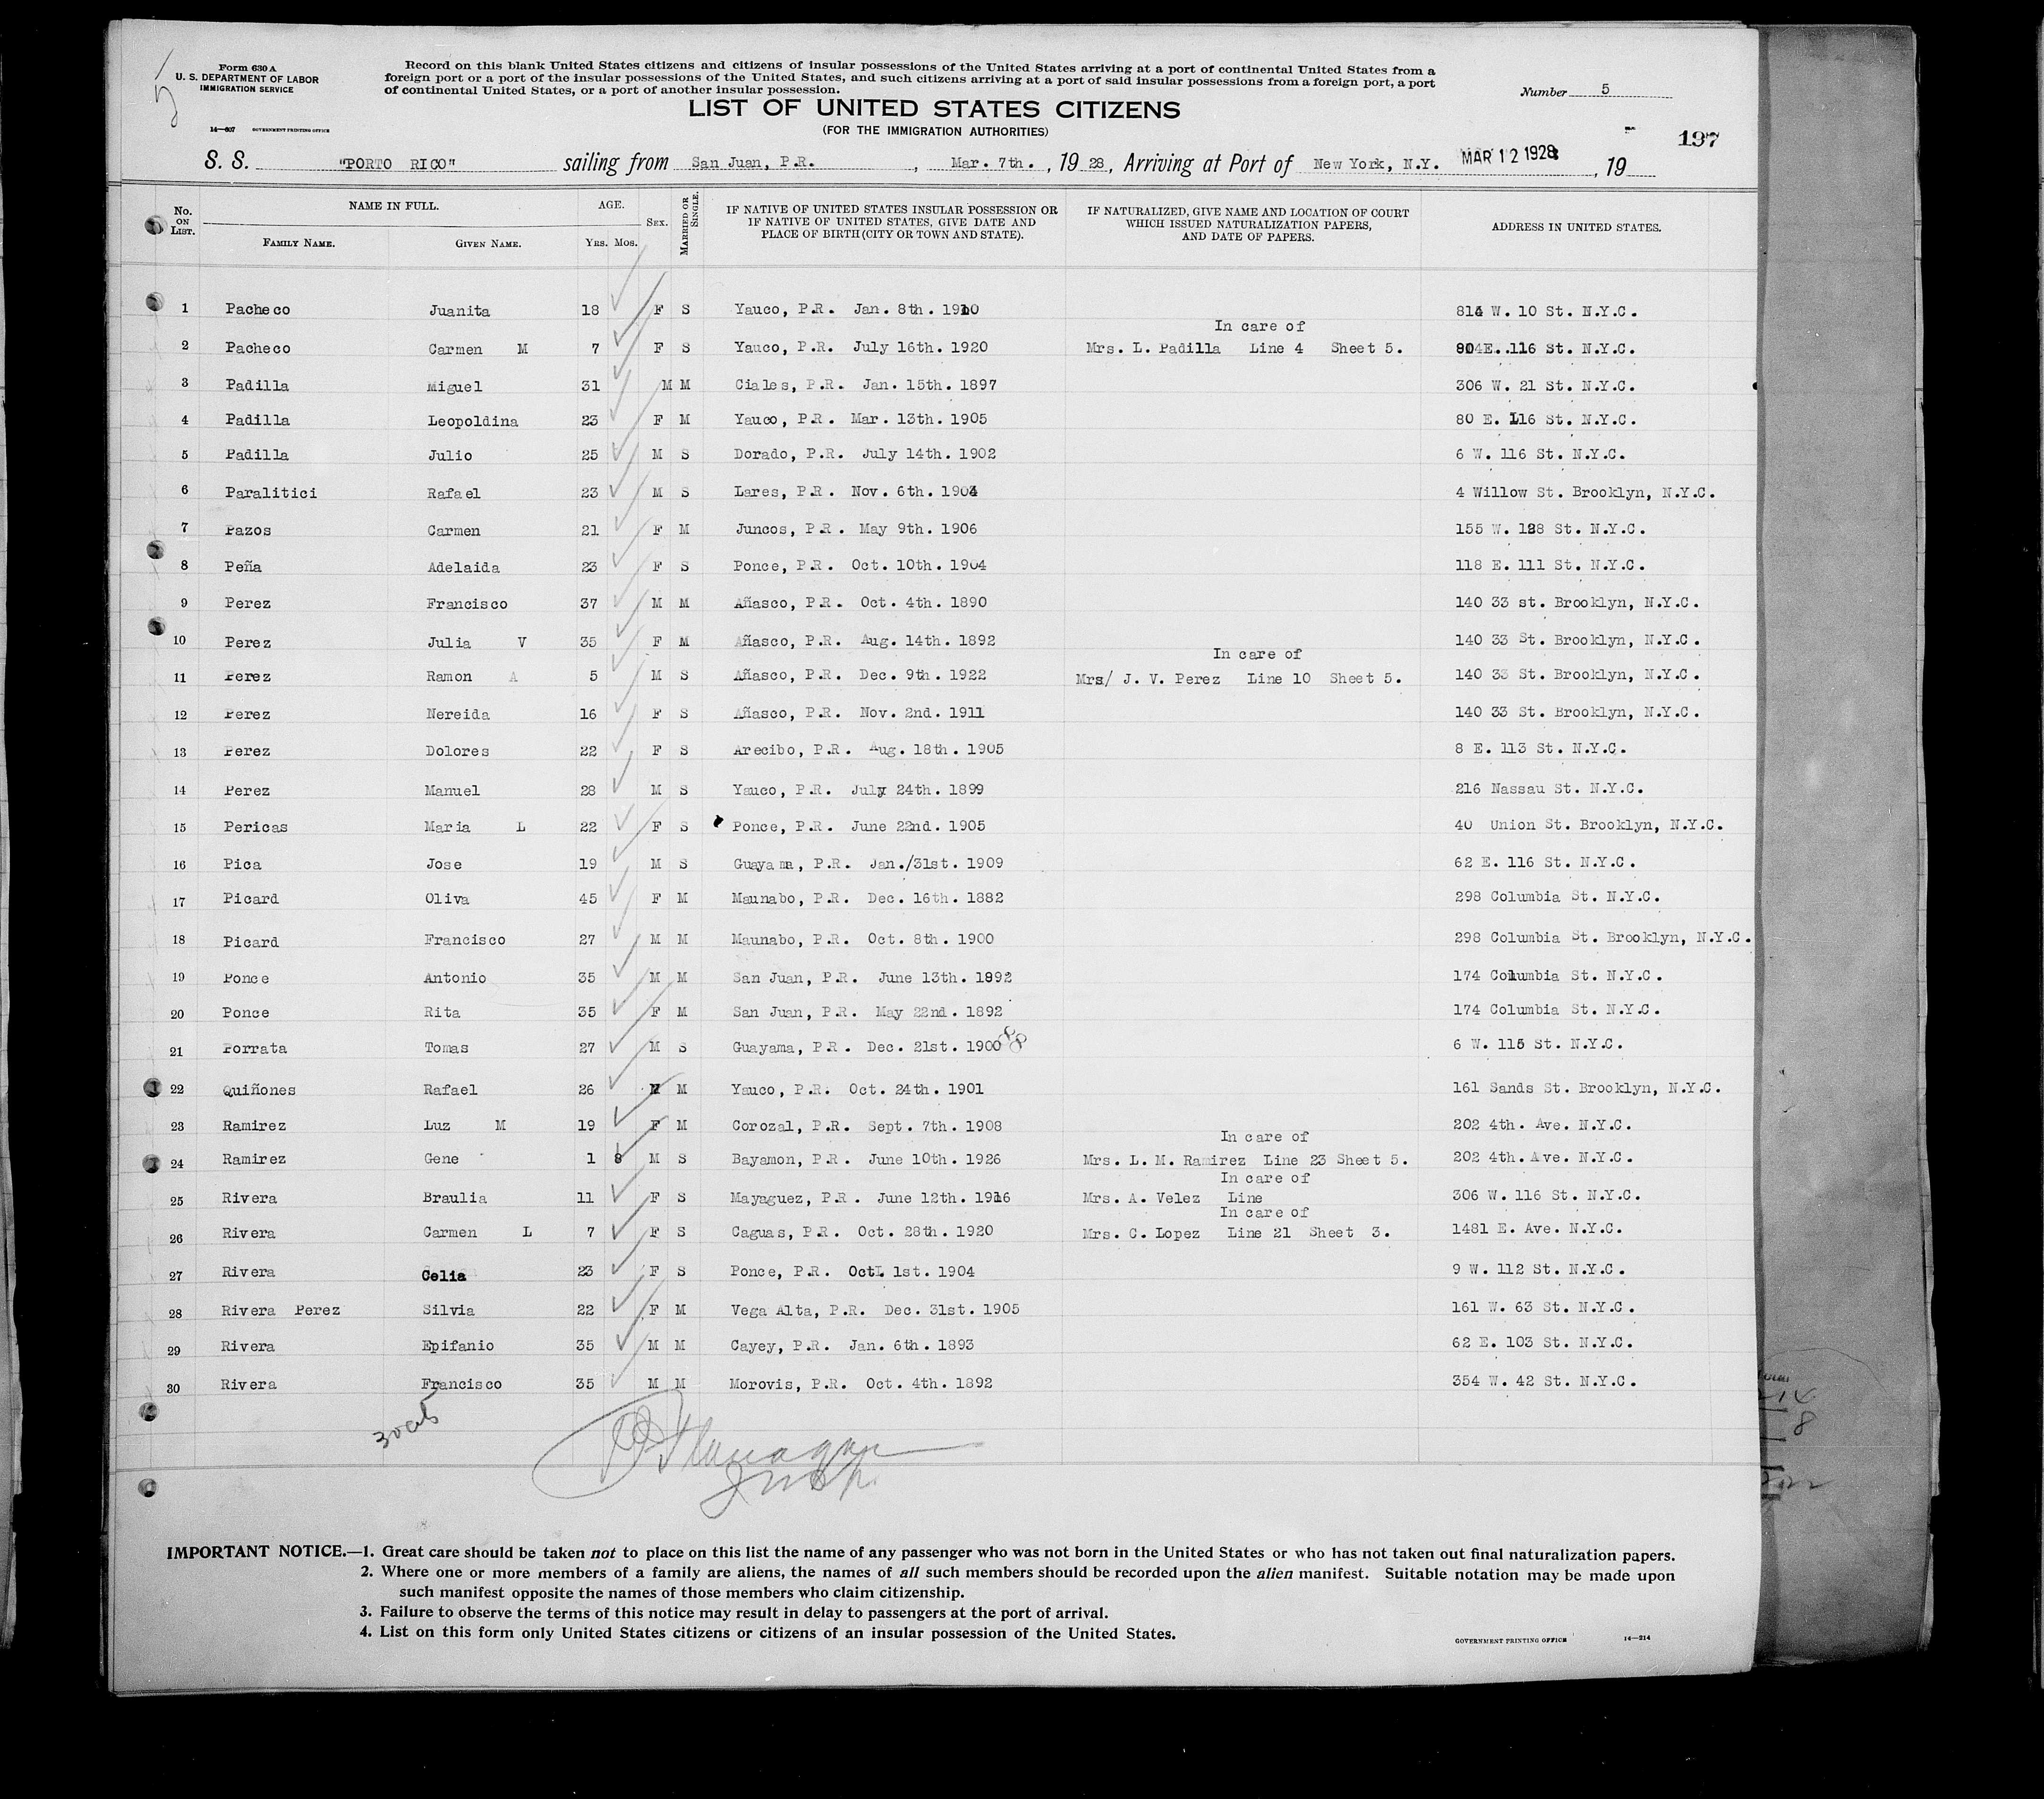 Form 630 A
U. S. DEPARTMENT OF LABOR
IMMIGRATION SERVICE
14—607 GOVERNMENT PRINTING OFFICE
Record on this blank United States citizens and citizens of insular possessions of the United States arriving at a port of continental United States from a
foreign port or a port of the insular possessions of the United States, and such citizens arriving at a port of said insular possessions from a foreign port, a port
of continental United States, or a port of another insular possession.
Number 5
LIST OF UNITED STATES CITIZENS
(FOR THE IMMIGRATION AUTHORITIES)
197
S. S. "PORTO RICO" sailing from San Juan, P.R. , Mar. 7th. , 19 28, Arriving at Port of New York, N.Y. MAR 12 1928 , 19
No. ON LIST. NAME IN FULL. AGE. SEX. MARRIED OR SINGLE. IF NATIVE OF UNITED STATES INSULAR POSSESSION OR IF NATIVE OF UNITED STATES, GIVE DATE AND PLACE OF BIRTH (CITY OR TOWN AND STATE). IF NATURALIZED, GIVE NAME AND LOCATION OF COURT WHICH ISSUED NATURALIZATION PAPERS, AND DATE OF PAPERS. ADDRESS IN UNITED STATES.
FAMILY NAME. GIVEN NAME. YRS. MOS.
1 Pacheco Juanita 18 F S Yauco, P.R. Jan. 8th. 1910 814 W. 10 St. N.Y.C.
In care of
2 Pacheco Carmen M 7 F S Yauco, P.R. July 16th. 1920 Mrs. L. Padilla Line 4 Sheet 5. 80 E. 116 St. N.Y.C.
3 Padilla Miguel 31 M M Ciales, P.R. Jan. 15th. 1897 306 W. 21 St. N.Y.C.
4 Padilla Leopoldina 23 F M Yauco, P.R. Mar. 13th. 1905 80 E. 116 St. N.Y.C.
5 Padilla Julio 25 M S Dorado, P.R. July 14th. 1902 6 W. 116 St. N.Y.C.
6 Paralitici Rafael 23 M S Lares, P.R. Nov. 6th. 1904 4 Willow St. Brooklyn, N.Y.C.
7 Pazos Carmen 21 F M Juncos, P.R. May 9th. 1906 155 W. 128 St. N.Y.C.
8 Peña Adelaida 23 F S Ponce, P.R. Oct. 10th. 1904 118 E. 111 St. N.Y.C.
9 Perez Francisco 37 M M Añasco, P.R. Oct. 4th. 1890 140 33 st. Brooklyn, N.Y.C.
10 Perez Julia V 35 F M Añasco, P.R. Aug. 14th. 1892 140 33 St. Brooklyn, N.Y.C.
In care of
11 Perez Ramon A 5 M S Añasco, P.R. Dec. 9th. 1922 Mrs/ J. V. Perez Line 10 Sheet 5. 140 33 St. Brooklyn, N.Y.C.
12 Perez Nereida 16 F S Añasco, P.R. Nov. 2nd. 1911 140 33 St. Brooklyn, N.Y.C.
13 Perez Dolores 22 F S Arecibo, P.R. Aug. 18th. 1905 8 E. 113 St. N.Y.C.
14 Perez Manuel 28 M S Yauco, P.R. July 24th. 1899 216 Nassau St. N.Y.C.
15 Pericas Maria L 22 F S Ponce, P.R. June 22nd. 1905 40 Union St. Brooklyn, N.Y.C.
16 Pica Jose 19 M S Guayama, P.R. Jan./31st. 1909 62 E. 116 St. N.Y.C.
17 Picard Oliva 45 F M Maunabo, P.R. Dec. 16th. 1882 298 Columbia St. N.Y.C.
18 Picard Francisco 27 M M Maunabo, P.R. Oct. 8th. 1900 298 Columbia St. Brooklyn, N.Y.C.
19 Ponce Antonio 35 M M San Juan, P.R. June 13th. 1892 174 Columbia St. N.Y.C.
20 Ponce Rita 35 F M San Juan, P.R. May 22nd. 1892 174 Columbia St. N.Y.C.
21 Porrata Tomas 27 M S Guayama, P.R. Dec. 21st. 1900 88 6 W. 115 St. N.Y.C.
22 Quiñones Rafael 26 M M Yauco, P.R. Oct. 24th. 1901 161 Sands St. Brooklyn, N.Y.C.
23 Ramirez Luz M 19 F M Corozal, P.R. Sept. 7th. 1908 202 4th. Ave. N.Y.C.
In care of
24 Ramirez Gene 1 8 M S Bayamon, P.R. June 10th. 1926 Mrs. L. M. Ramirez Line 23 Sheet 5. 202 4th. Ave. N.Y.C.
In care of
25 Rivera Braulia 11 F S Mayaguez, P.R. June 12th. 1916 Mrs. A. Velez Line 306 W. 116 St. N.Y.C.
In care of
26 Rivera Carmen L 7 F S Caguas, P.R. Oct. 28th. 1920 Mrs. C. Lopez Line 21 Sheet 3. 1481 E. Ave. N.Y.C.
27 Rivera Celia 23 F S Ponce, P.R. Oct. 1st. 1904 9 W. 112 St. N.Y.C.
28 Rivera Perez Silvia 22 F M Vega Alta, P.R. Dec. 31st. 1905 161 W. 63 St. N.Y.C.
29 Rivera Epifanio 35 M M Cayey, P.R. Jan. 6th. 1893 62 E. 103 St. N.Y.C.
30 Rivera Francisco 35 M M Morovis, P.R. Oct. 4th. 1892 354 W. 42 St. N.Y.C.
Flanagan
Insp.
IMPORTANT NOTICE.—1. Great care should be taken not to place on this list the name of any passenger who was not born in the United States or who has not taken out final naturalization papers.
2. Where one or more members of a family are aliens, the names of all such members should be recorded upon the alien manifest. Suitable notation may be made upon
such manifest opposite the names of those members who claim citizenship.
3. Failure to observe the terms of this notice may result in delay to passengers at the port of arrival.
4. List on this form only United States citizens or citizens of an insular possession of the United States.
GOVERNMENT PRINTING OFFICE 14—214